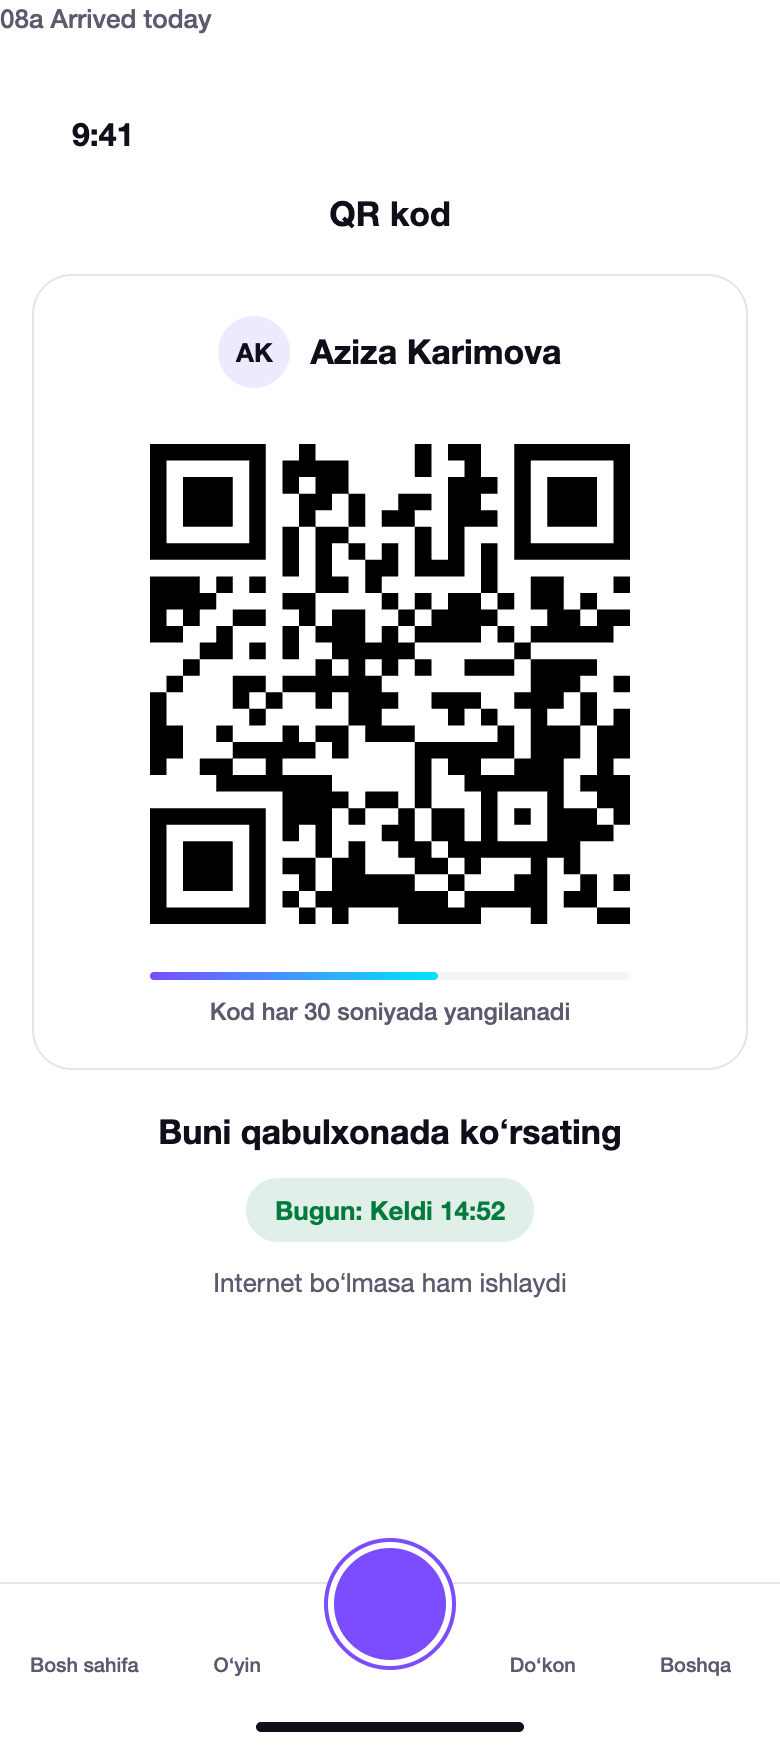 08a Arrived today
9:41
QR kod
AK
Aziza Karimova
Kod har 30 soniyada yangilanadi
Buni qabulxonada ko‘rsating
Bugun: Keldi 14:52
Internet bo‘lmasa ham ishlaydi
Bosh sahifa
O‘yin
Do‘kon
Boshqa